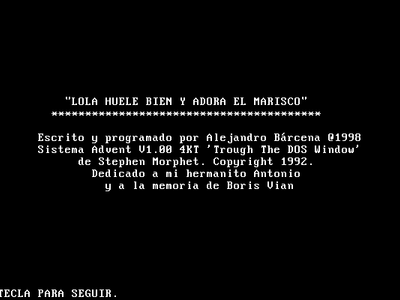 "LOLA HUELE BIEN Y ADORA EL MARISCO"
****************************************
Escrito y programado por Alejandro Bárcena @1998
Sistema Advent V1.00 4KT 'Trough The DOS Window'
de Stephen Morphet. Copyright 1992.
Dedicado a mi hermanito Antonio
y a la memoria de Boris Vian
TECLA PARA SEGUIR.